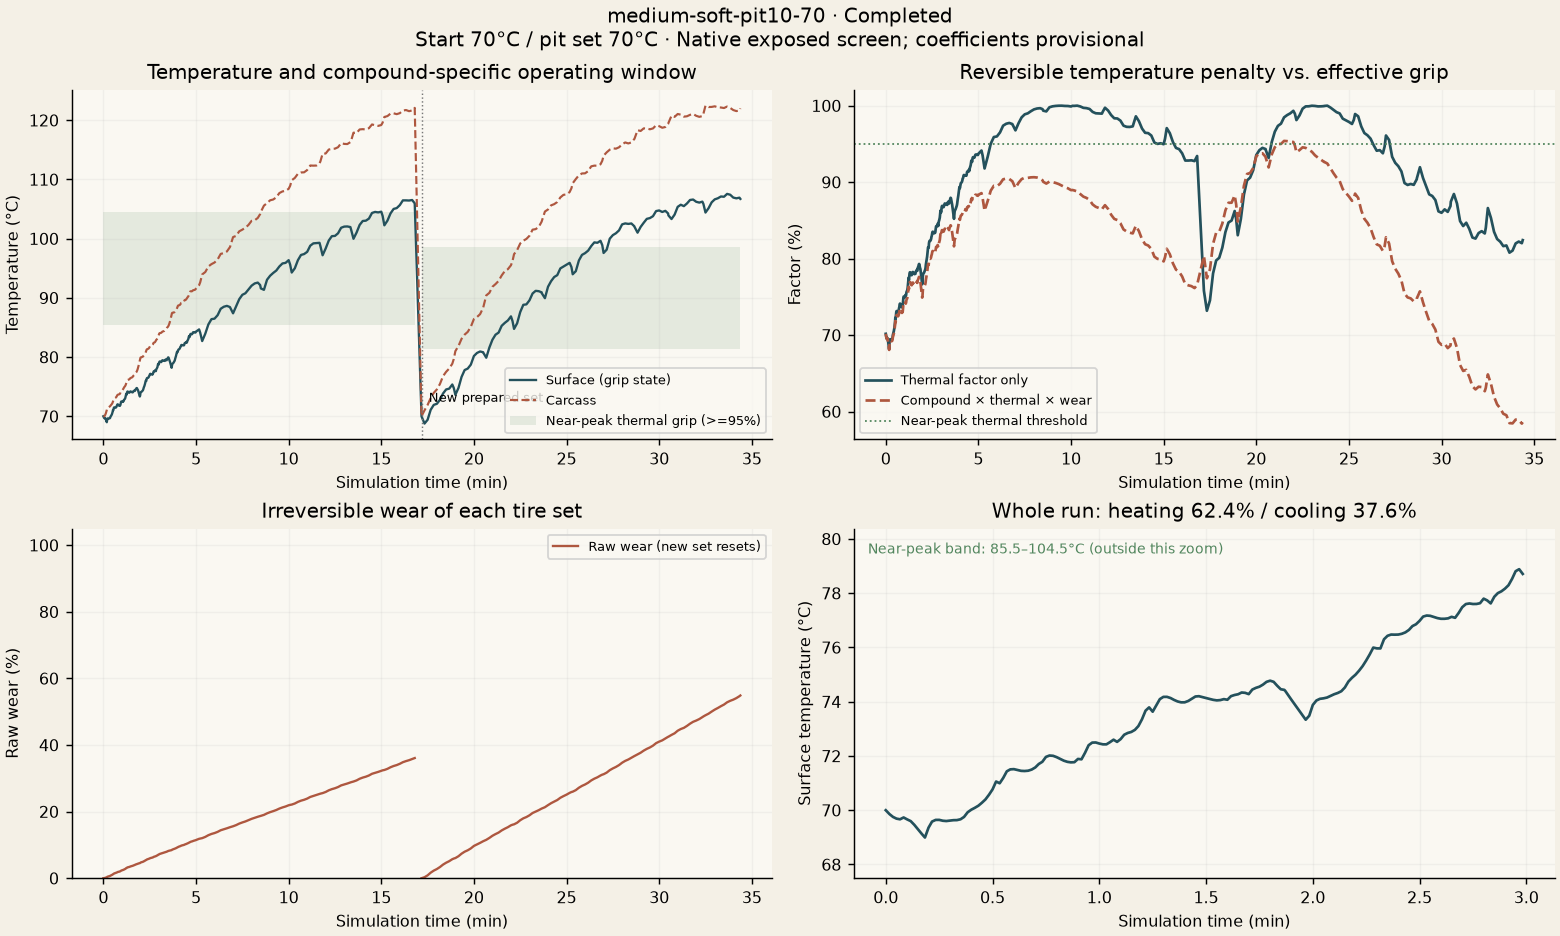 medium-soft-pit10-70 · Completed
Start 70°C / pit set 70°C · Native exposed screen; coefficients provisional
Temperature and compound-specific operating window
Temperature (°C)
120
110
100
90
80
70
New prepared set
Surface (grip state)
Carcass
Near-peak thermal grip (>=95%)
0 5 10 15 20 25 30 35
Simulation time (min)
Reversible temperature penalty vs. effective grip
Factor (%)
100
90
80
70
60
Thermal factor only
Compound × thermal × wear
Near-peak thermal threshold
0 5 10 15 20 25 30 35
Simulation time (min)
Irreversible wear of each tire set
Raw wear (%)
100
80
60
40
20
0
Raw wear (new set resets)
0 5 10 15 20 25 30 35
Simulation time (min)
Whole run: heating 62.4% / cooling 37.6%
Surface temperature (°C)
80
78
76
74
72
70
68
Near-peak band: 85.5–104.5°C (outside this zoom)
0.0 0.5 1.0 1.5 2.0 2.5 3.0
Simulation time (min)